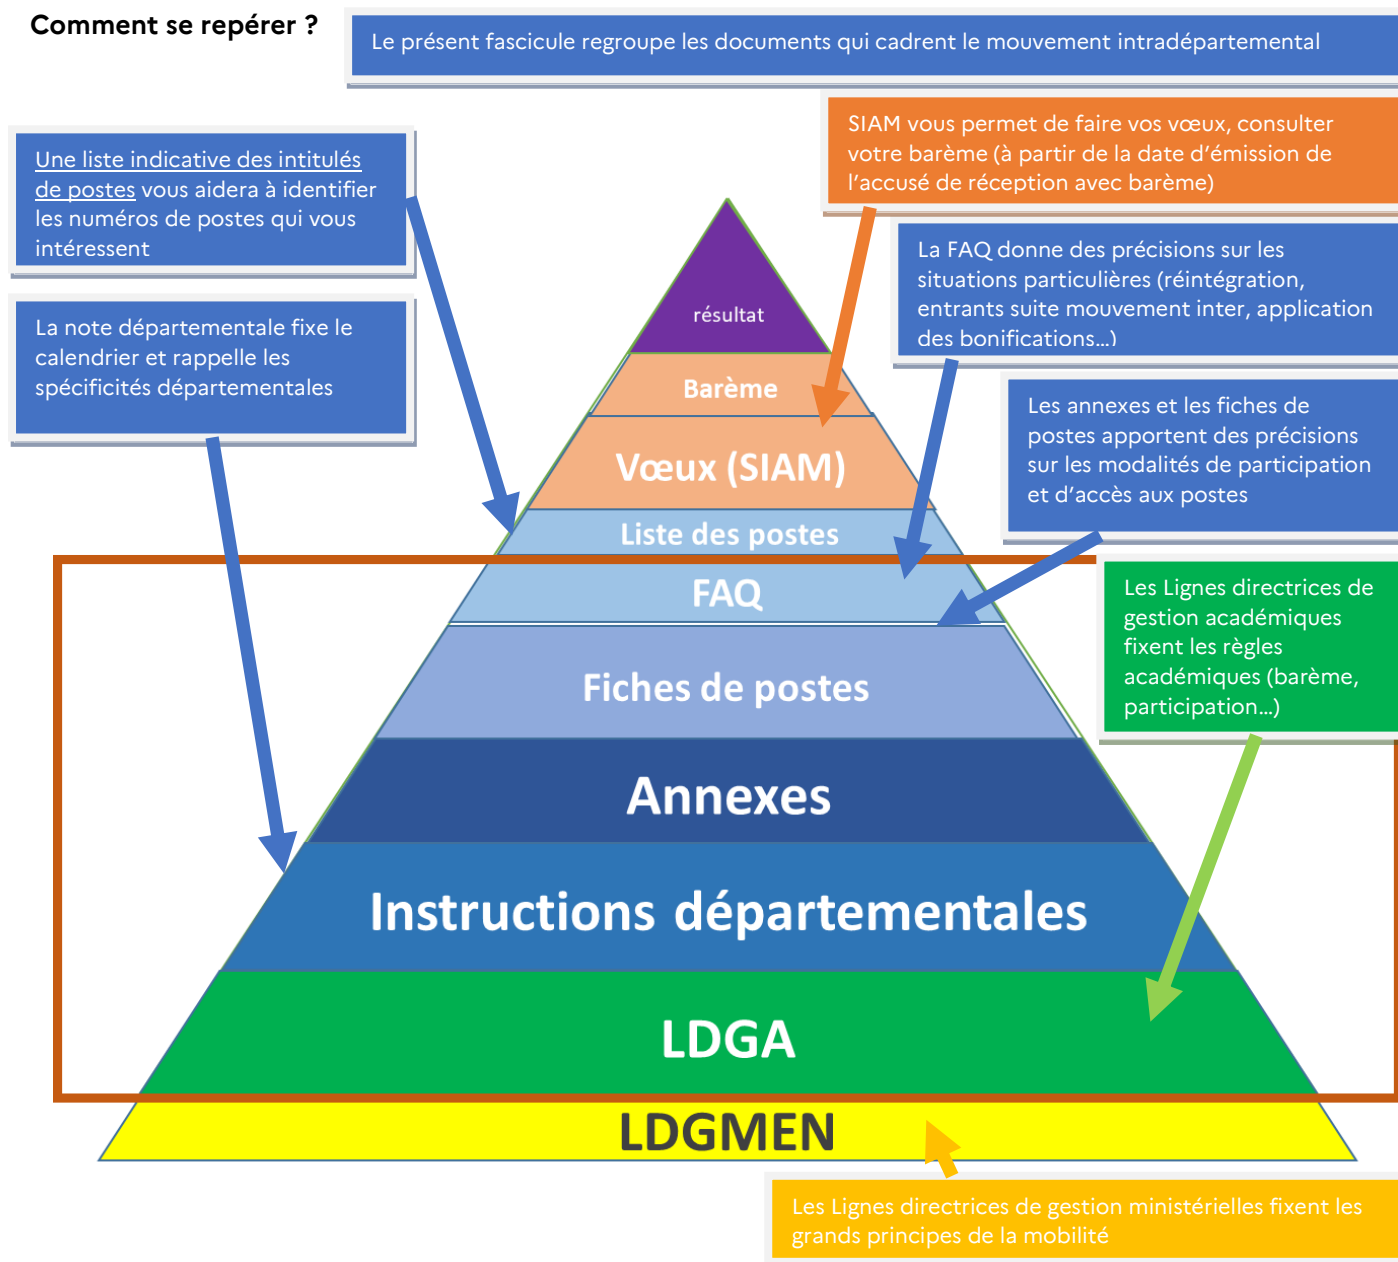 Comment se repérer ?
Le présent fascicule regroupe les documents qui cadrent le mouvement intradépartemental
SIAM vous permet de faire vos vœux, consulter
votre barème (à partir de la date d’émission de
l’accusé de réception avec barème)
Une liste indicative des intitulés
de postes vous aidera à identifier
les numéros de postes qui vous
intéressent
La FAQ donne des précisions sur les
situations particulières (réintégration,
entrants suite mouvement inter, application
des bonifications…)
La note départementale fixe le
calendrier et rappelle les
spécificités départementales
Les annexes et les fiches de
postes apportent des précisions
sur les modalités de participation
et d’accès aux postes
Les Lignes directrices de
gestion académiques
fixent les règles
académiques (barème,
participation…)
résultat
Barème
Vœux (SIAM)
Liste des postes
FAQ
Fiches de postes
Annexes
Instructions départementales
LDGA
LDGMEN
Les Lignes directrices de gestion ministérielles fixent les
grands principes de la mobilité